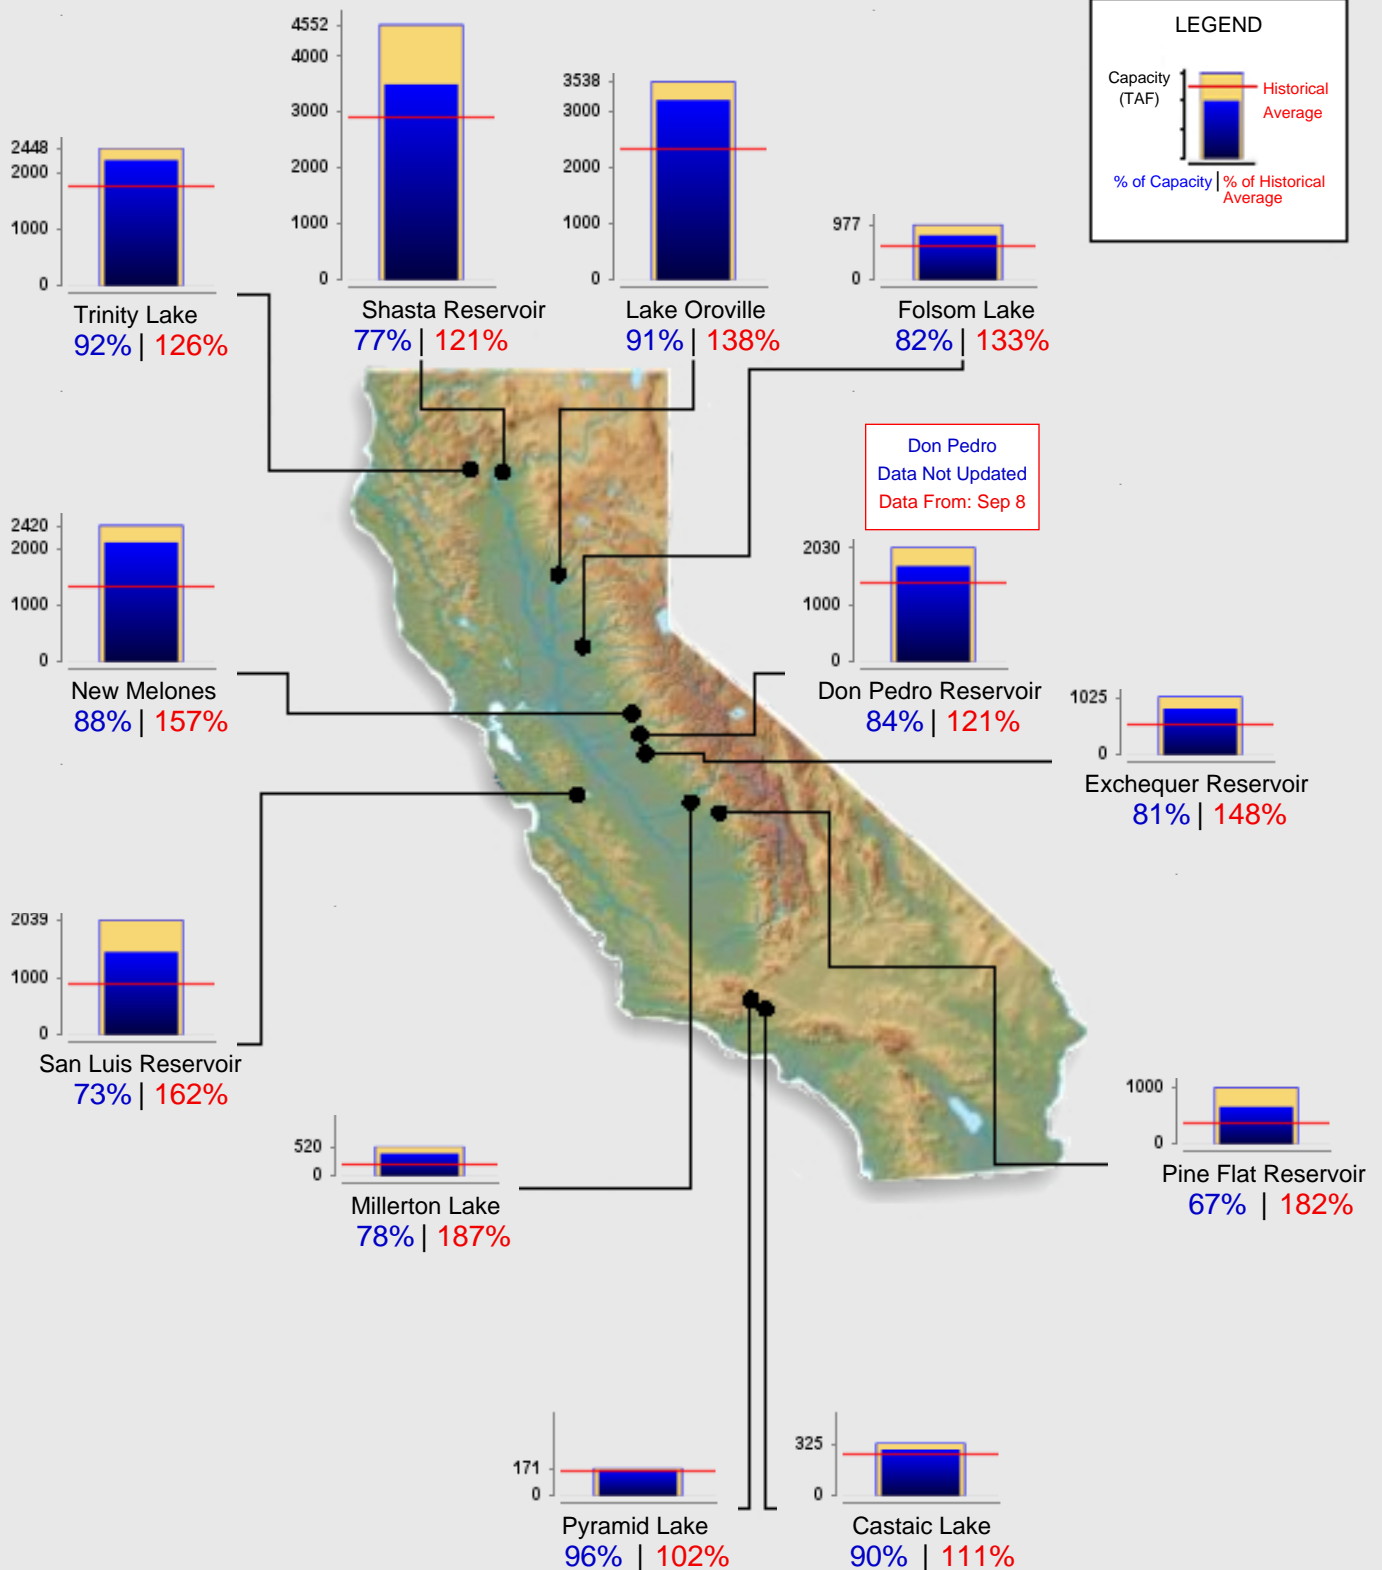 LEGEND
Capacity
(TAF)
Historical
Average
% of Capacity | % of Historical
Average
4552
4000
3000
2000
1000
0
Shasta Reservoir
77% | 121%
3538
3000
2000
1000
0
Lake Oroville
91% | 138%
2448
2000
1000
0
Trinity Lake
92% | 126%
977
0
Folsom Lake
82% | 133%
Don Pedro
Data Not Updated
Data From: Sep 8
2420
2000
1000
0
New Melones
88% | 157%
2030
1000
0
Don Pedro Reservoir
84% | 121%
1025
0
Exchequer Reservoir
81% | 148%
2039
1000
0
San Luis Reservoir
73% | 162%
520
0
Millerton Lake
78% | 187%
1000
0
Pine Flat Reservoir
67% | 182%
171
0
Pyramid Lake
96% | 102%
325
0
Castaic Lake
90% | 111%